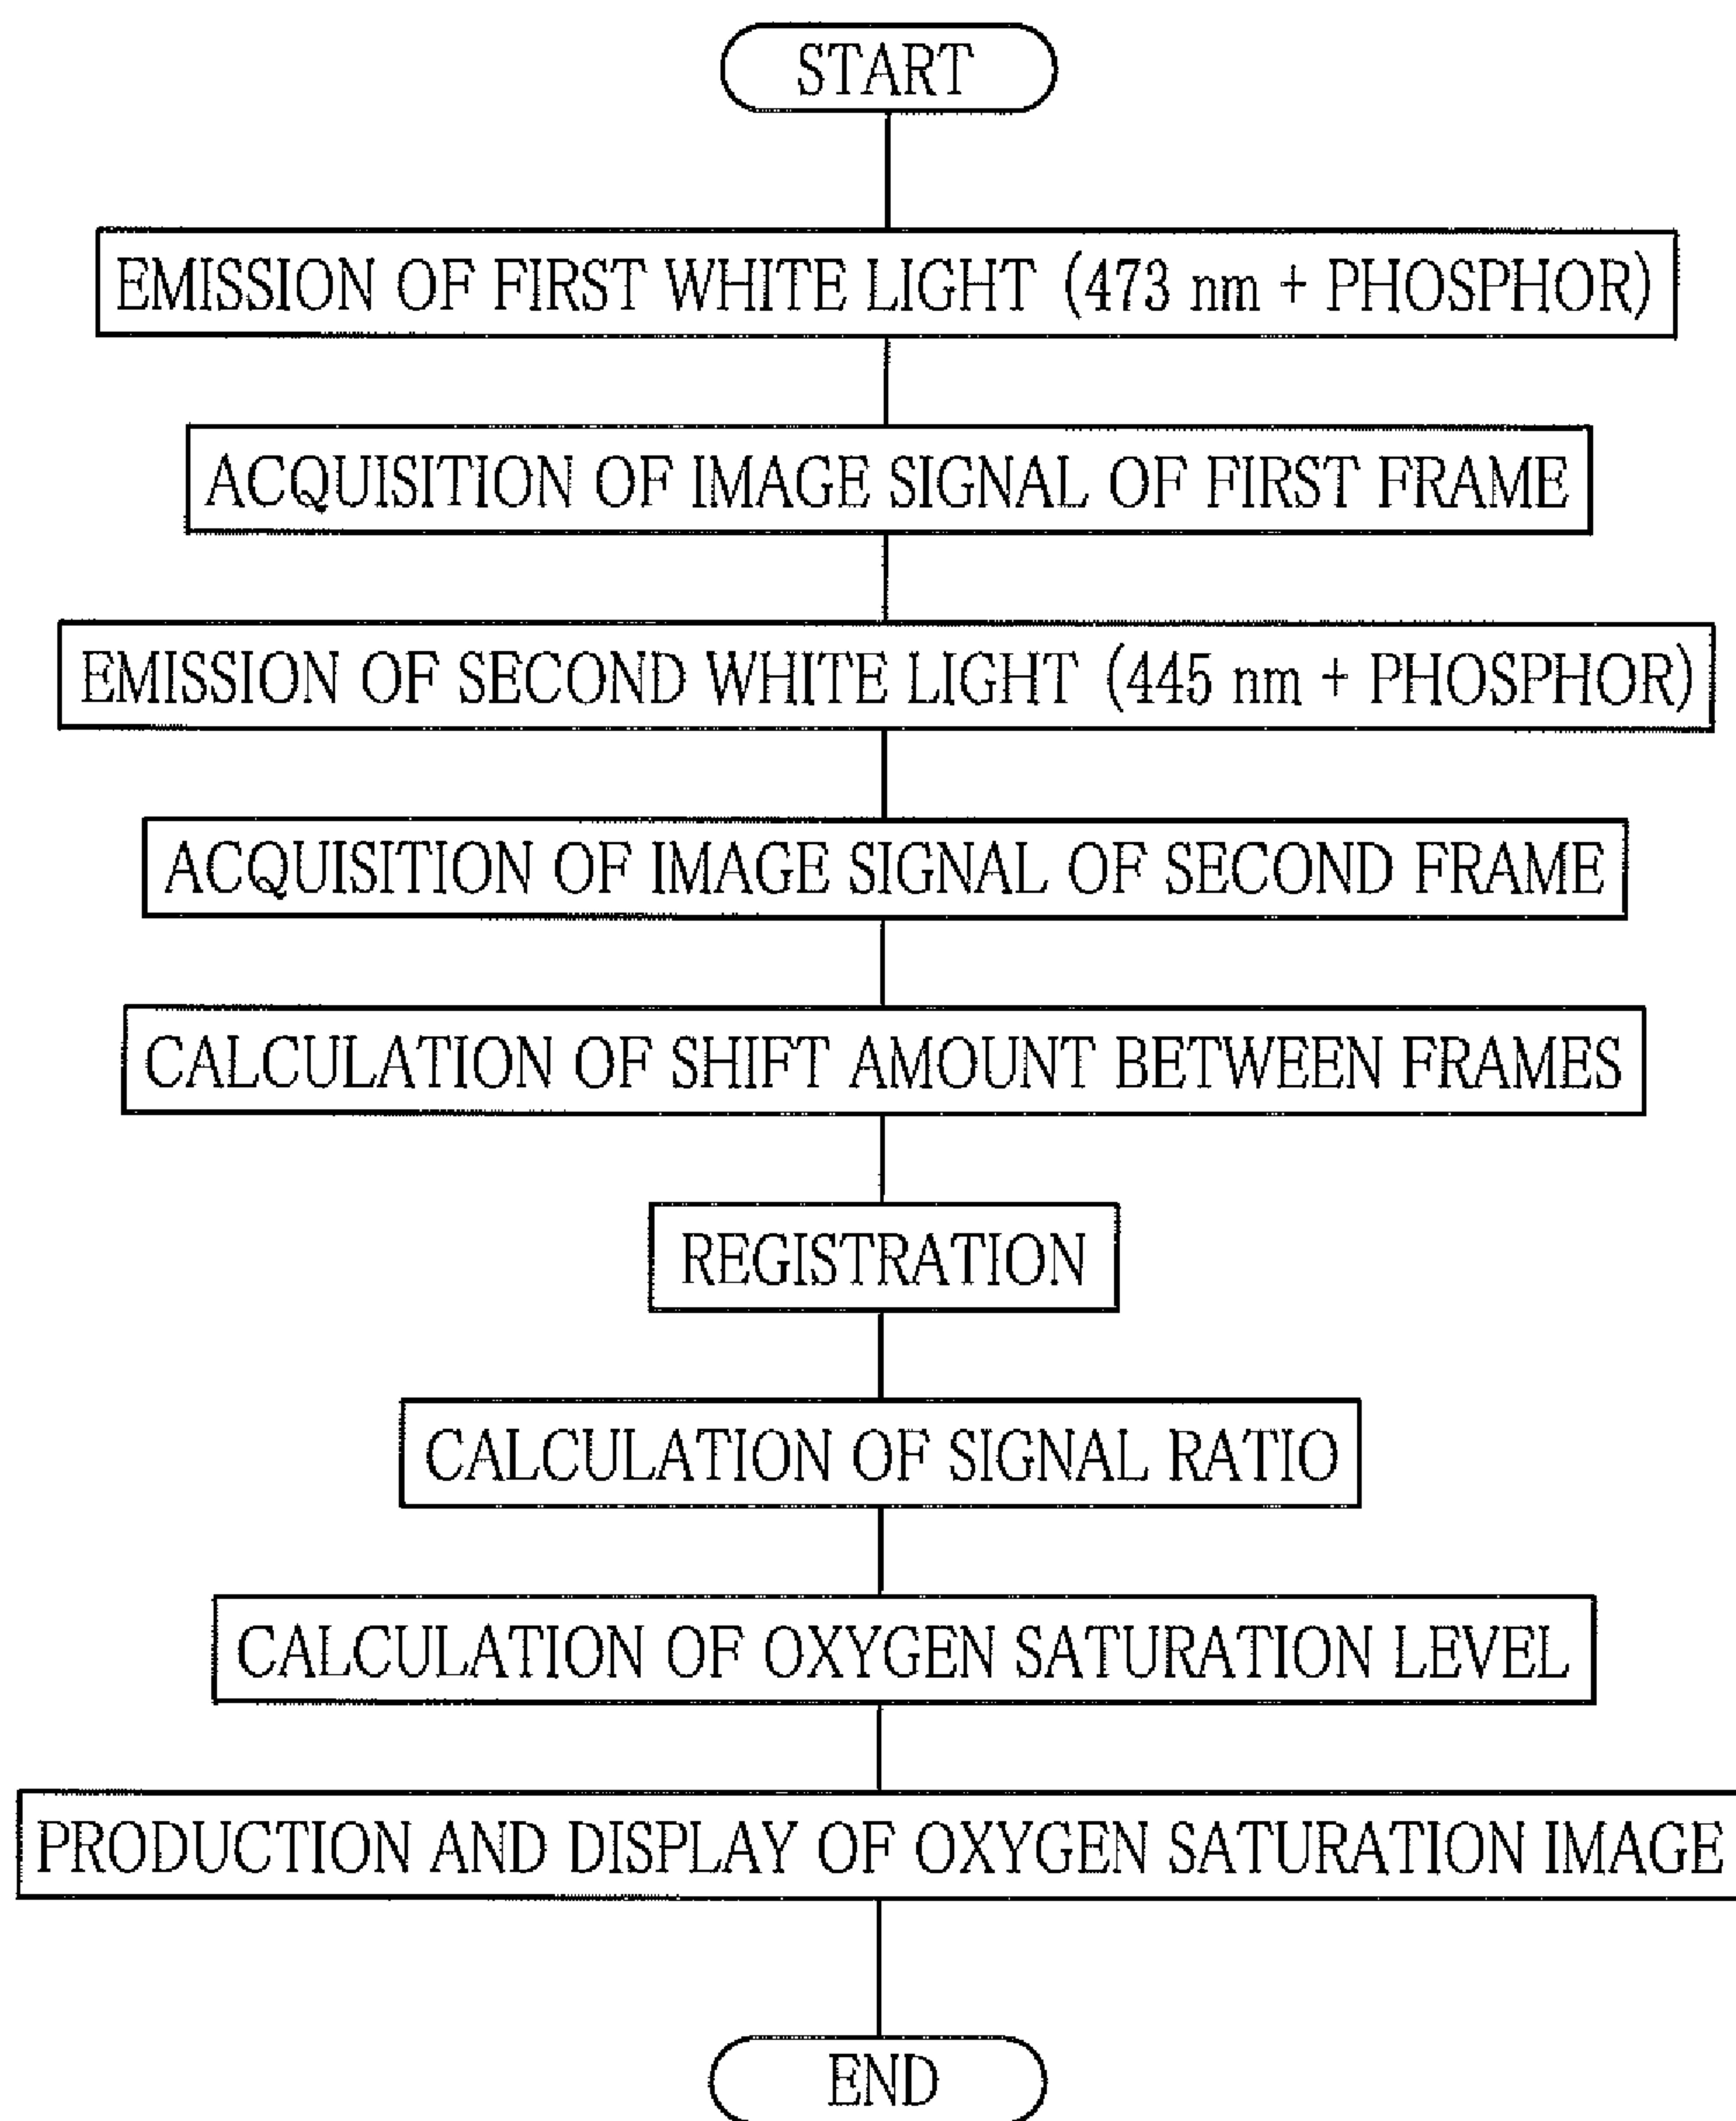 START
EMISSION OF FIRST WHITE LIGHT (473 nm + PHOSPHOR)
ACQUISITION OF IMAGE SIGNAL OF FIRST FRAME
EMISSION OF SECOND WHITE LIGHT (445 nm + PHOSPHOR)
ACQUISITION OF IMAGE SIGNAL OF SECOND FRAME
CALCULATION OF SHIFT AMOUNT BETWEEN FRAMES
REGISTRATION
CALCULATION OF SIGNAL RATIO
CALCULATION OF OXYGEN SATURATION LEVEL
PRODUCTION AND DISPLAY OF OXYGEN SATURATION IMAGE
END